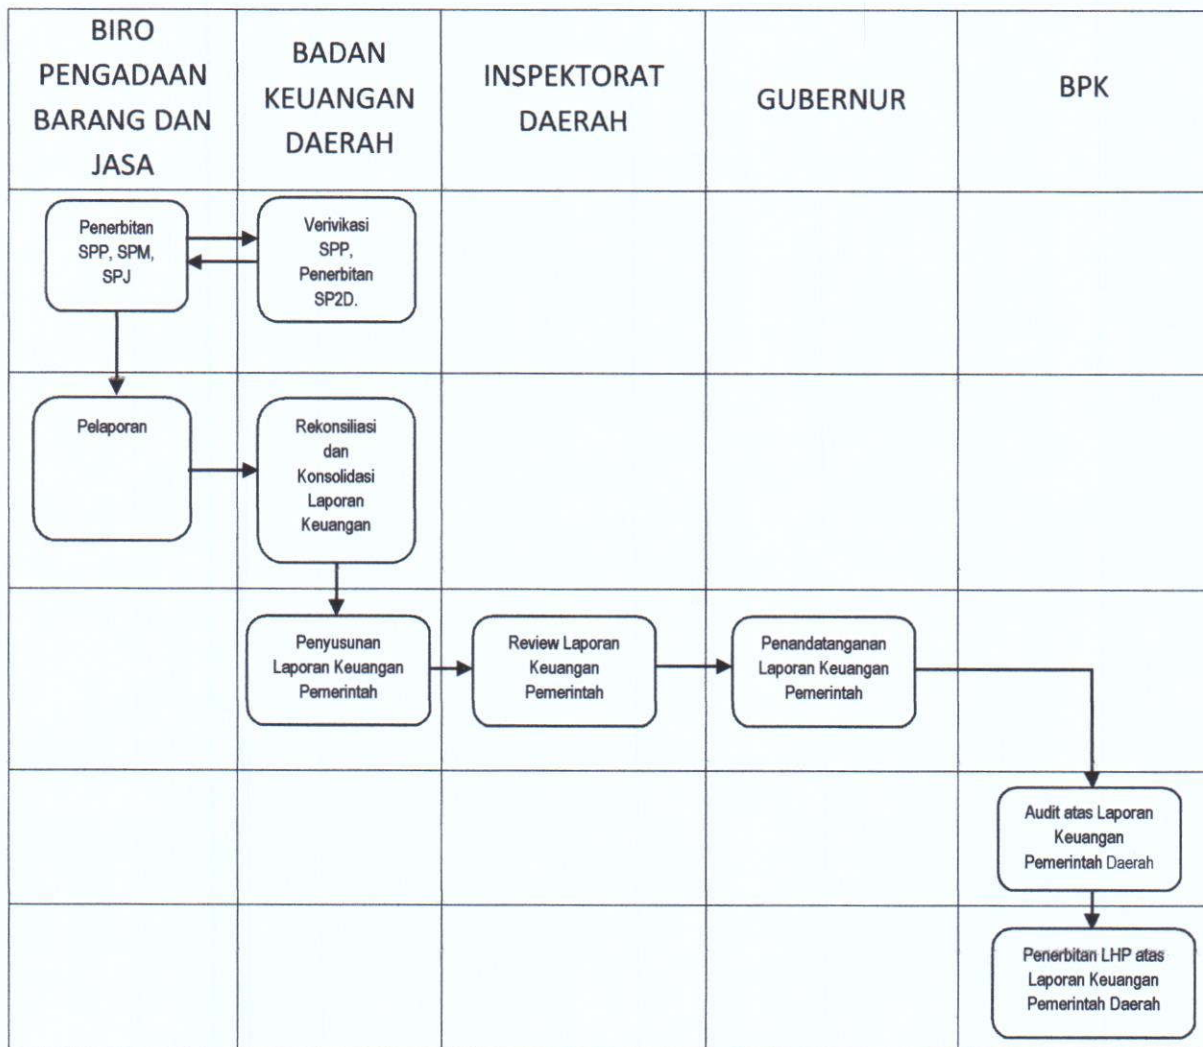 BIRO
PENGADAAN
BARANG DAN
JASA
BADAN
KEUANGAN
DAERAH
INSPEKTORAT
DAERAH
GUBERNUR
BPK
Penerbitan
SPP, SPM,
SPJ
Verivikasi
SPP,
Penerbitan
SP2D.
Pelaporan
Rekonsiliasi
dan
Konsolidasi
Laporan
Keuangan
Penyusunan
Laporan Keuangan
Pemerintah
Review Laporan
Keuangan
Pemerintah
Penandatanganan
Laporan Keuangan
Pemerintah
Audit atas Laporan
Keuangan
Pemerintah Daerah
Penerbitan LHP atas
Laporan Keuangan
Pemerintah Daerah